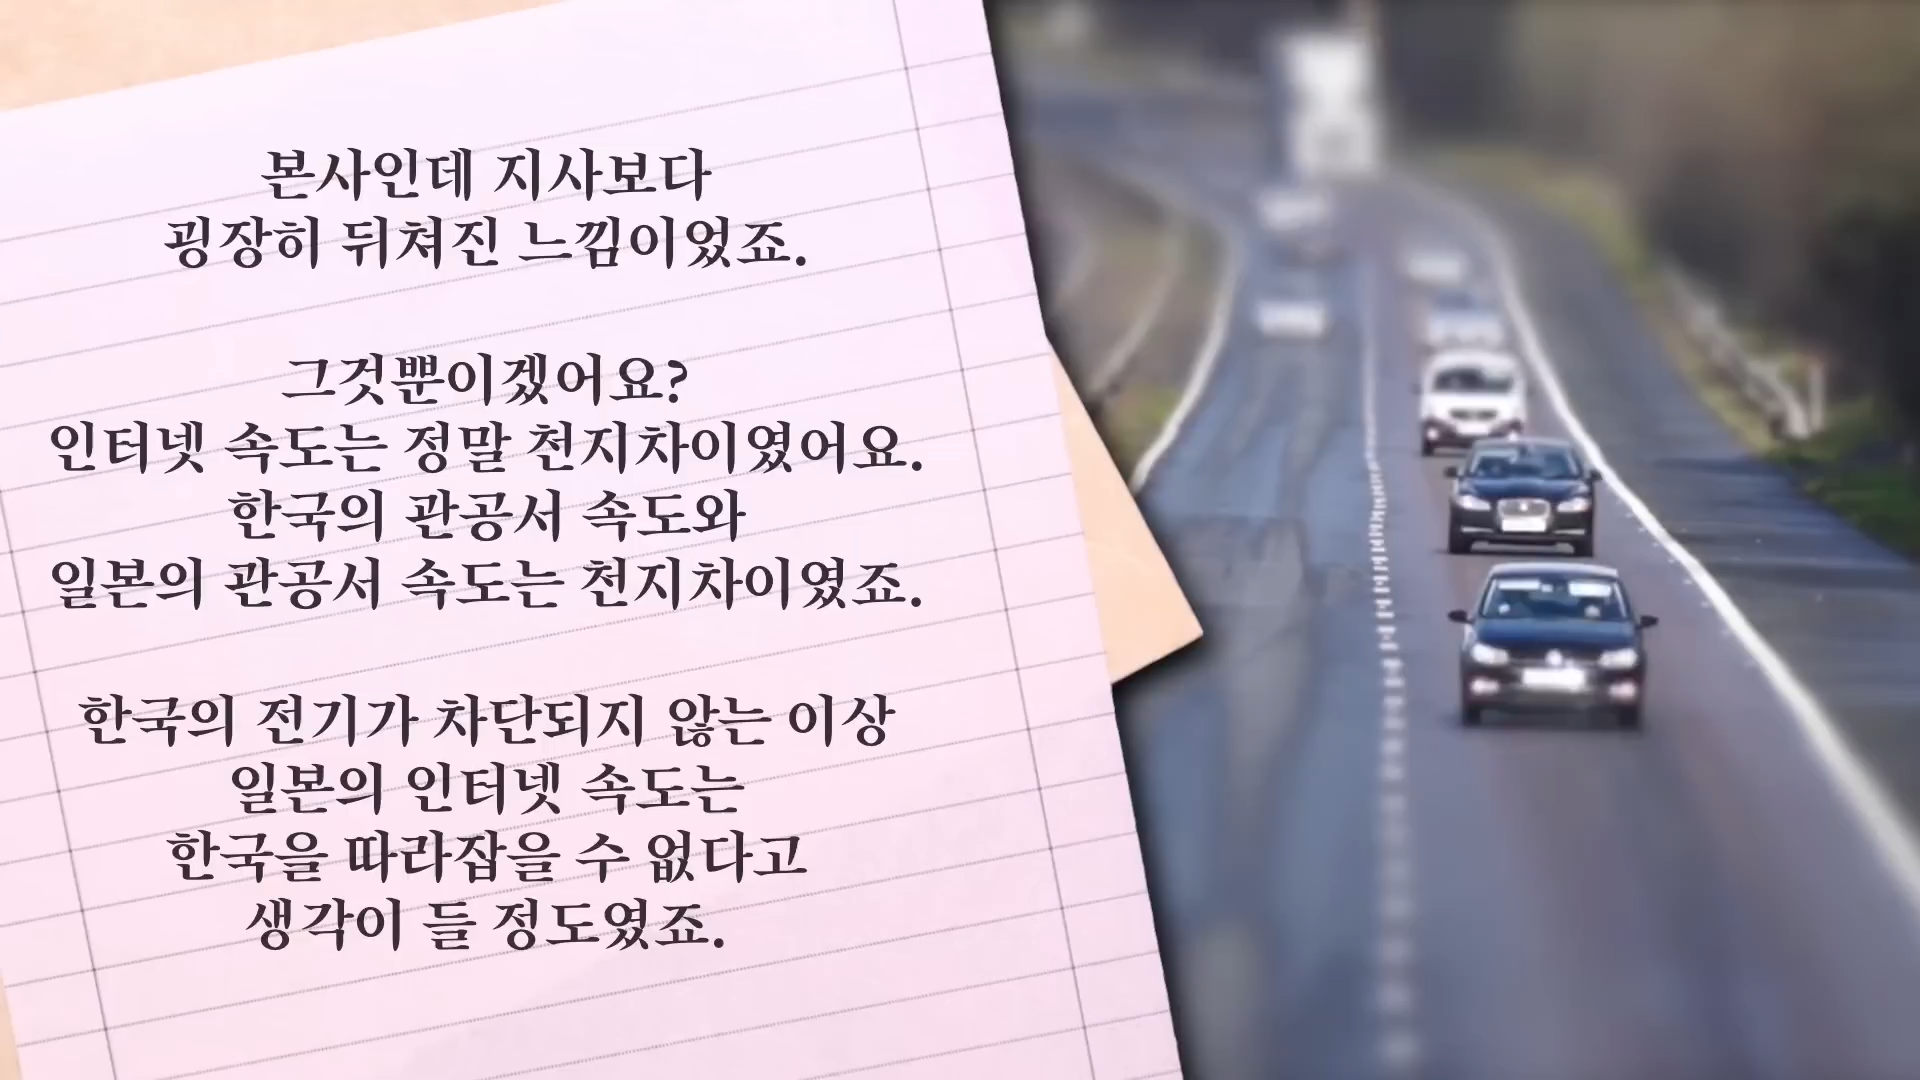 본사인데 지사보다
굉장히 뒤쳐진 느낌이었죠.
그것뿐이겠어요?
인터넷 속도는 정말 천지차이였어요.
한국의 관공서 속도와
일본의 관공서 속도는 천지차이였죠.
한국의 전기가 차단되지 않는 이상
일본의 인터넷 속도는
한국을 따라잡을 수 없다고
생각이 들 정도였죠.